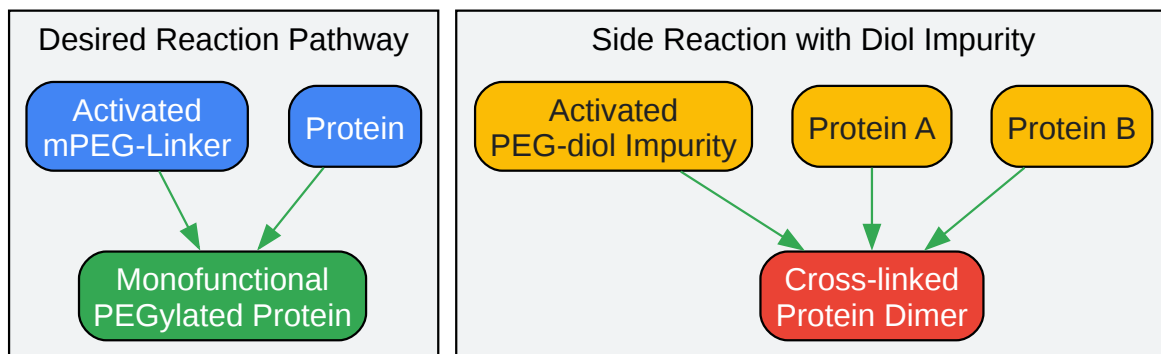 Desired Reaction Pathway
Activated
mPEG-Linker
Protein
Monofunctional
PEGylated Protein
Side Reaction with Diol Impurity
Activated
PEG-diol Impurity
Protein A
Protein B
Cross-linked
Protein Dimer